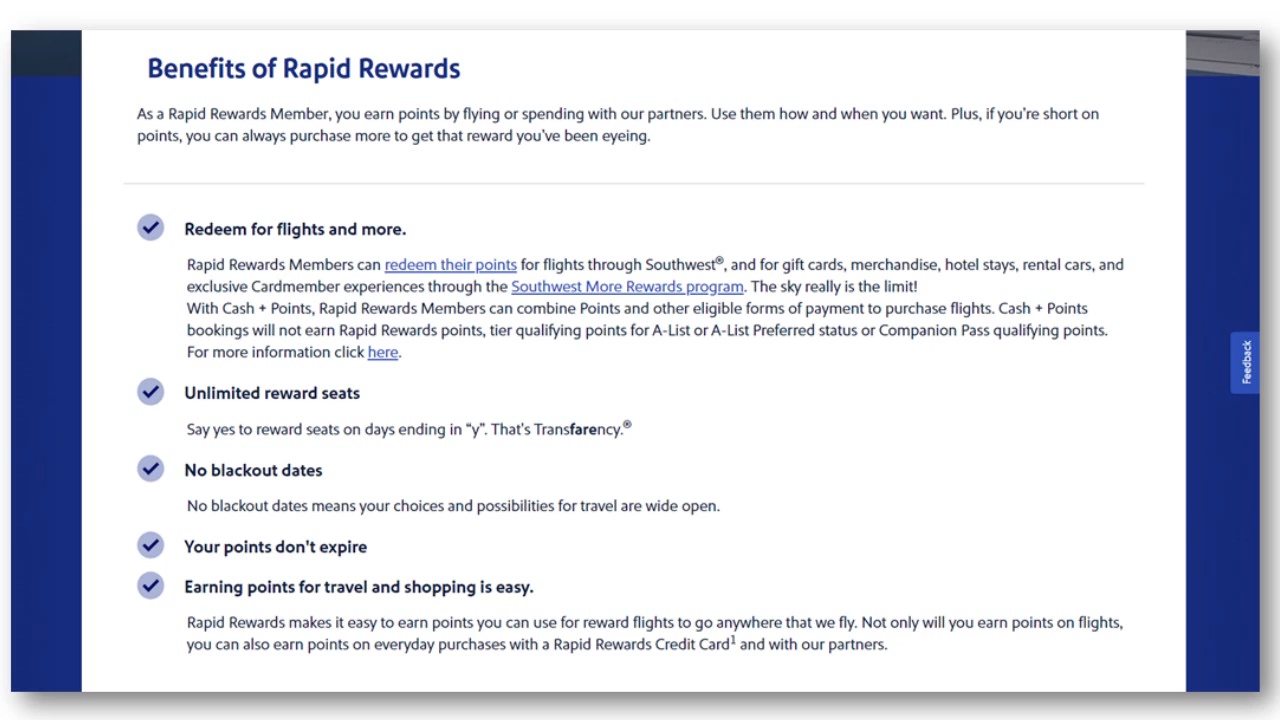 Benefits of Rapid Rewards
As a Rapid Rewards Member, you earn points by flying or spending with our partners. Use them how and when you want. Plus, if you're short on
points, you can always purchase more to get that reward you've been eyeing.
Redeem for flights and more.
Rapid Rewards Members can redeem their points for flights through Southwest®, and for gift cards, merchandise, hotel stays, rental cars, and
exclusive Cardmember experiences through the Southwest More Rewards program. The sky really is the limit!
With Cash + Points, Rapid Rewards Members can combine Points and other eligible forms of payment to purchase flights. Cash + Points
bookings will not earn Rapid Rewards points, tier qualifying points for A-List or A-List Preferred status or Companion Pass qualifying points.
For more information click here.
Unlimited reward seats
Say yes to reward seats on days ending in “y”. That's Transfarency.®
No blackout dates
No blackout dates means your choices and possibilities for travel are wide open.
Your points don't expire
Earning points for travel and shopping is easy.
Rapid Rewards makes it easy to earn points you can use for reward flights to go anywhere that we fly. Not only will you earn points on flights,
you can also earn points on everyday purchases with a Rapid Rewards Credit Card¹ and with our partners.
Feedback